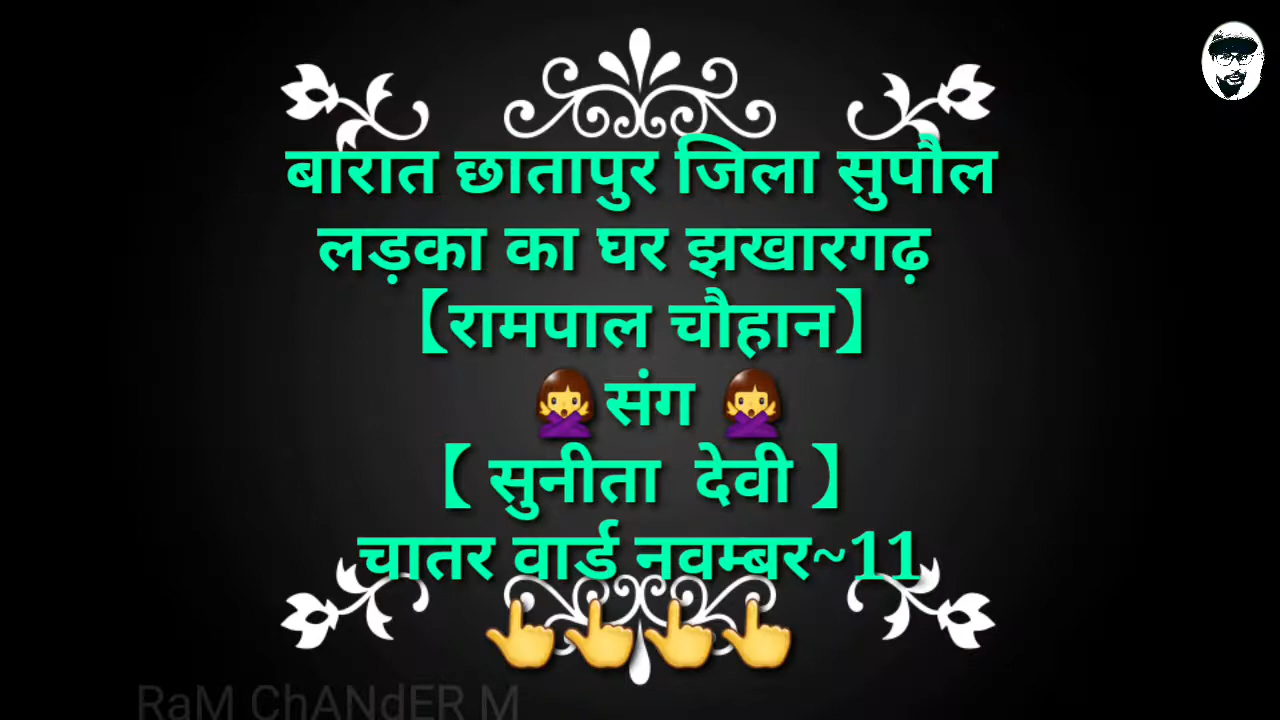 बारात छातापुर जिला सुपौल
लड़का का घर झखारगढ़
【रामपाल चौहान】
🙅संग 🙅
【 सुनीता देवी 】
चातर वार्ड नवम्बर~11
👆👆👆👆
RaM ChANdER M